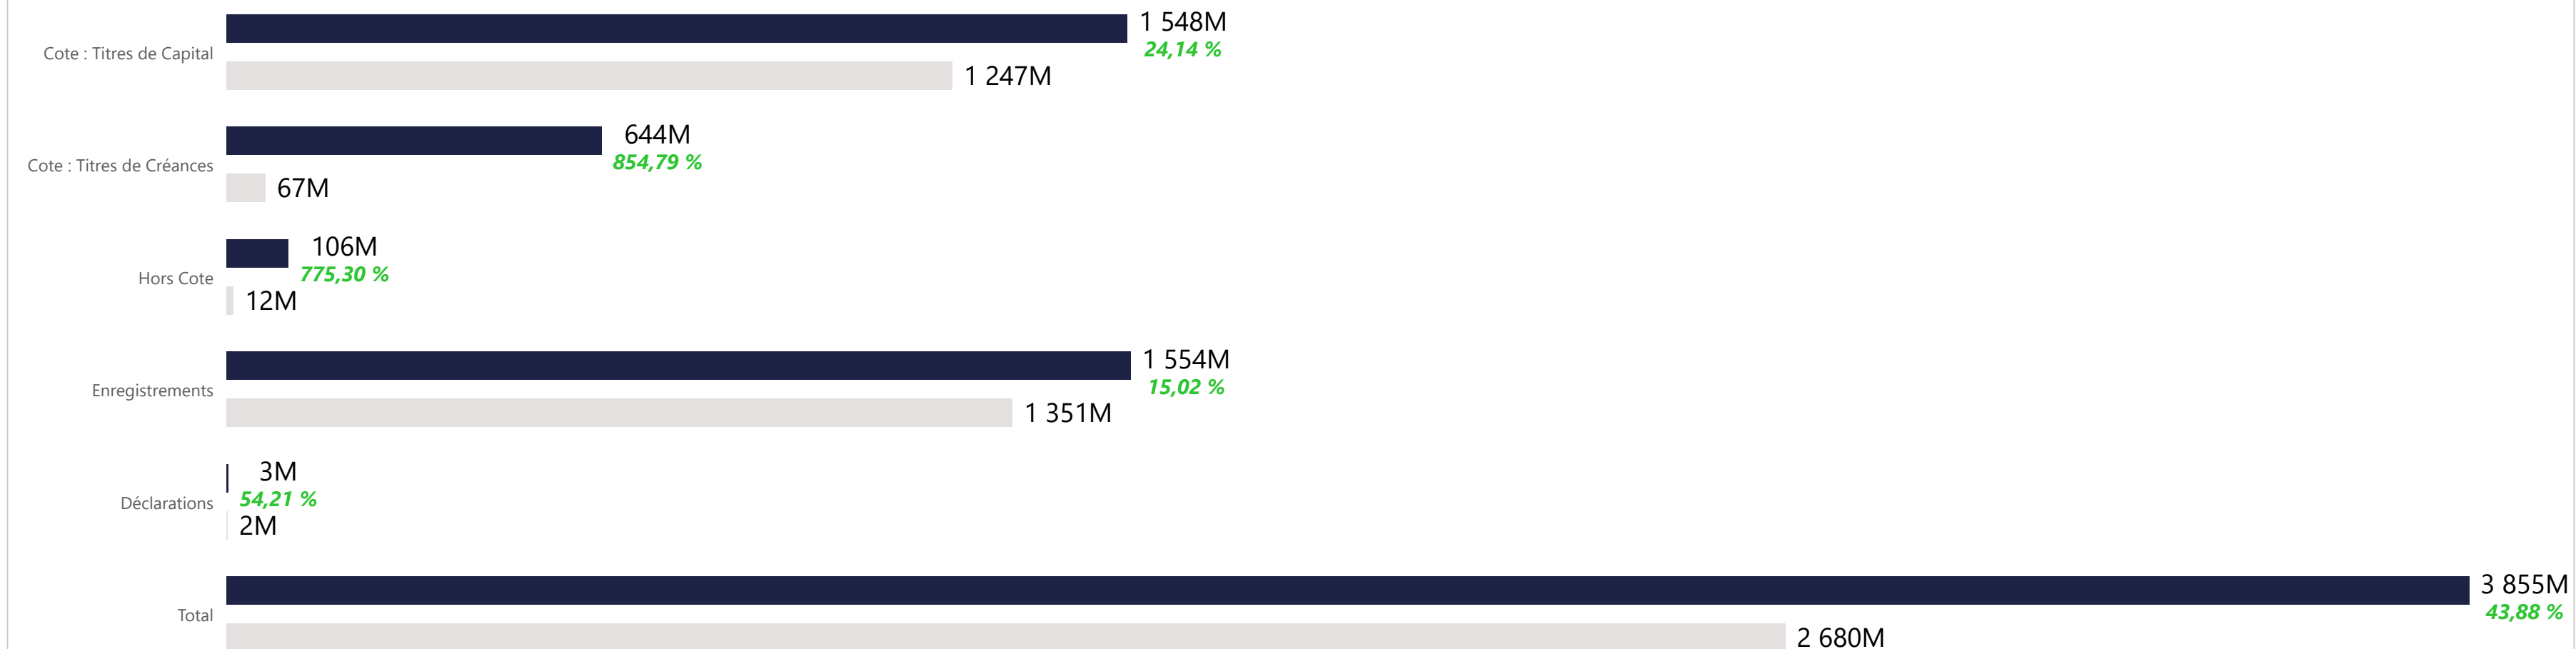 1 548M
24,14 %
Cote : Titres de Capital
1 247M
644M
854,79 %
Cote : Titres de Créances
67M
106M
775,30 %
Hors Cote
12M
1 554M
15,02 %
Enregistrements
1 351M
3M
54,21 %
Déclarations
2M
3 855M
43,88 %
Total
2 680M